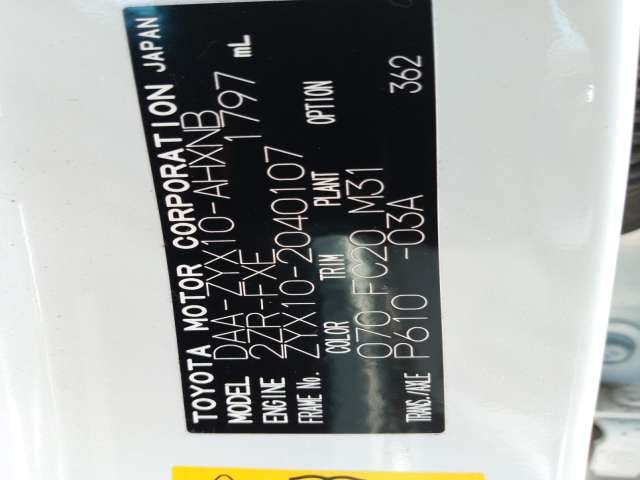 TOYOTA MOTOR CORPORATION JAPAN
MODEL DAA-ZYX10-AHXNB
ENGINE 2ZR-FXE 1797 mL
FRAME No. ZYX10-2040107
COLOR TRIM PLANT OPTION
070 FC20 M31
TRANS./AXLE P610 -03A 362